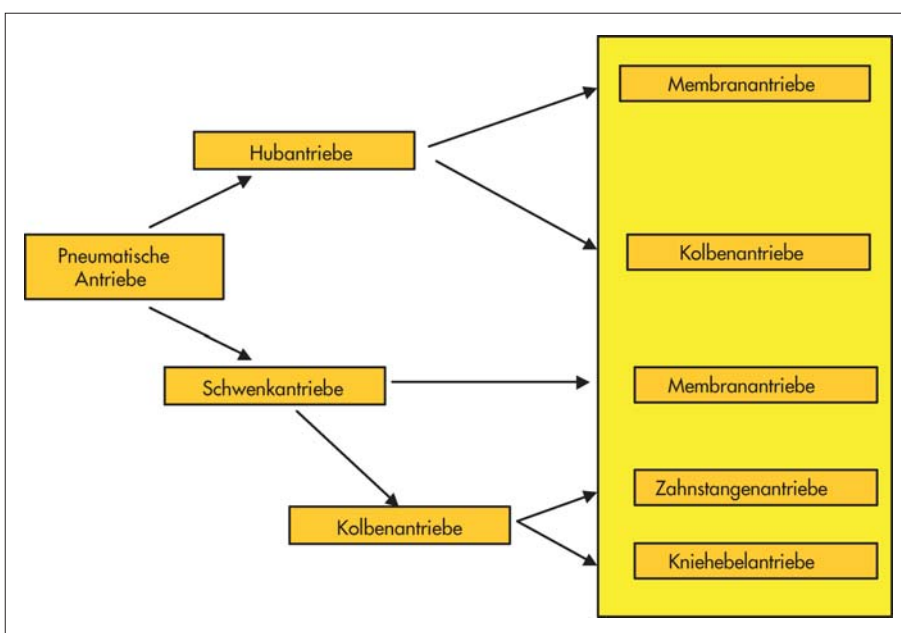 Membranantriebe
Hubantriebe
Pneumatische
Antriebe
Kolbenantriebe
Schwenkantriebe
Membranantriebe
Zahnstangenantriebe
Kolbenantriebe
Kniehebelantriebe